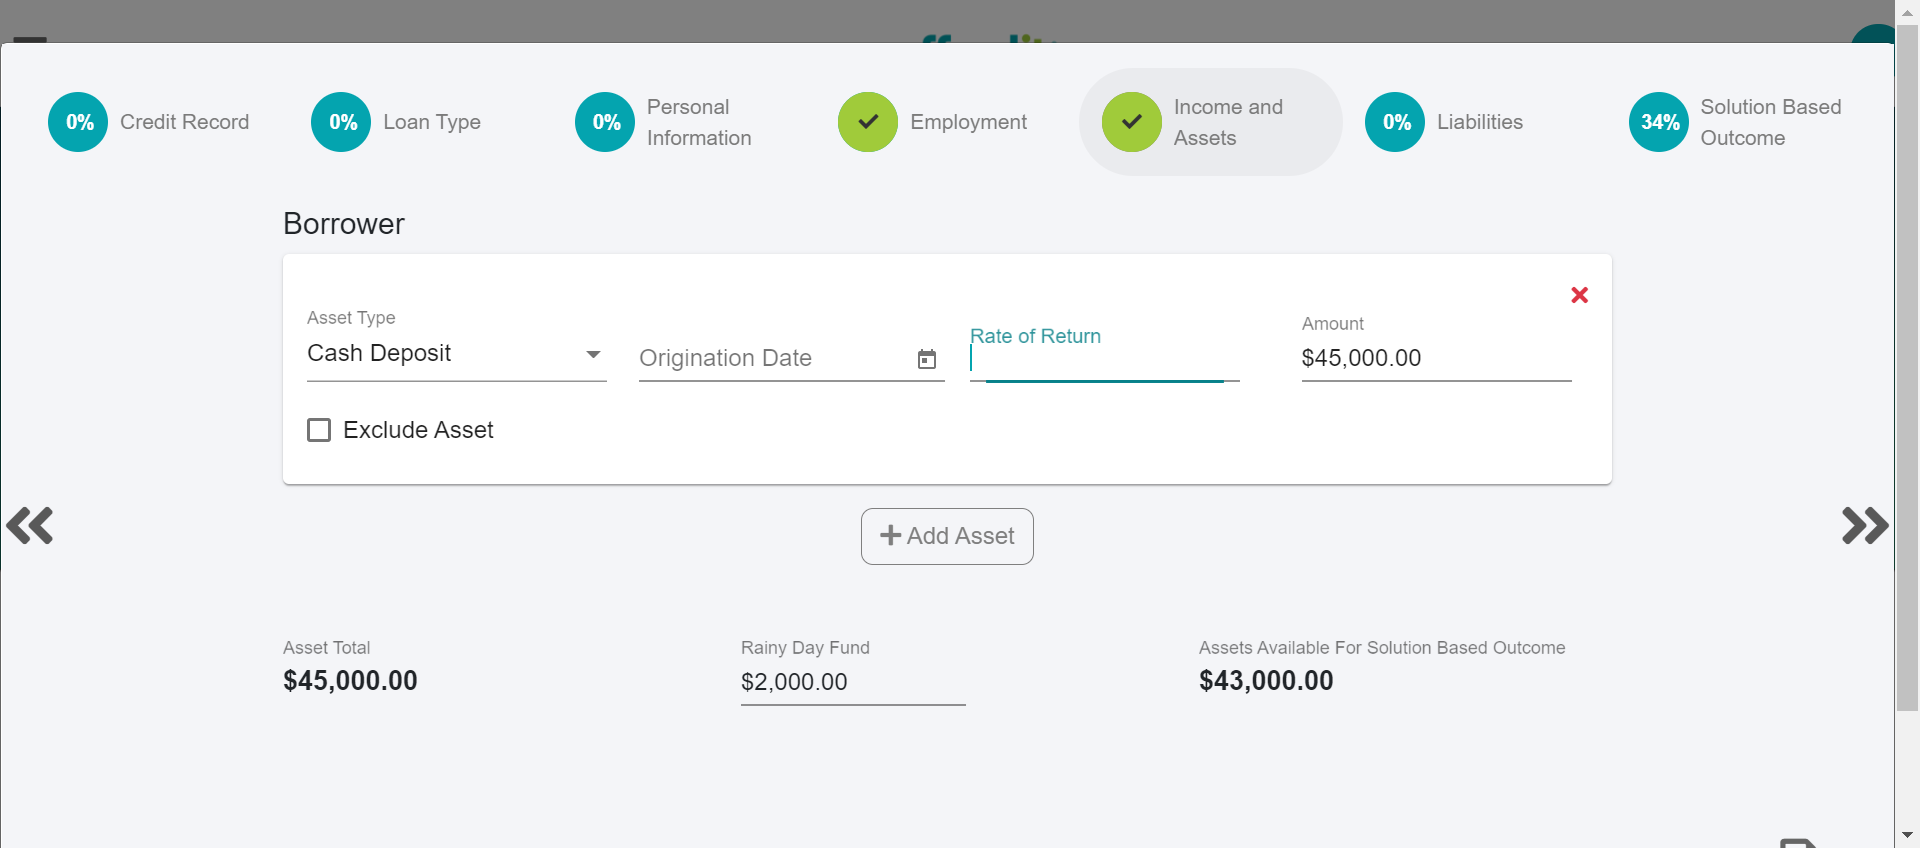 0% Credit Record
0% Loan Type
0% Personal
Information
Employment
Income and
Assets
0% Liabilities
34% Solution Based
Outcome
Borrower
Asset Type
Cash Deposit
Origination Date
Rate of Return
Amount
$45,000.00
Exclude Asset
Add Asset
Asset Total
$45,000.00
Rainy Day Fund
$2,000.00
Assets Available For Solution Based Outcome
$43,000.00